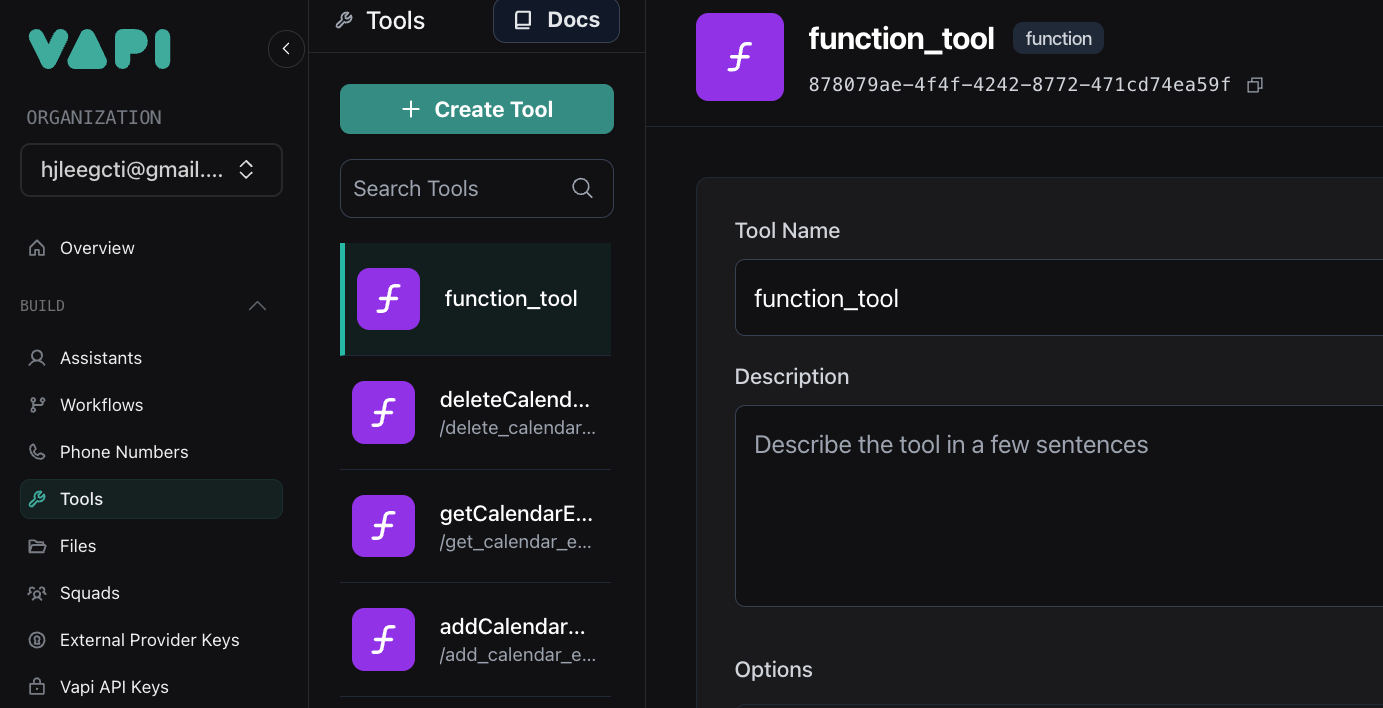 VAPI
ORGANIZATION
hjleegcti@gmail....
Overview
BUILD
Assistants
Workflows
Phone Numbers
Tools
Files
Squads
External Provider Keys
Vapi API Keys
Tools
Docs
+ Create Tool
Search Tools
function_tool
deleteCalend...
/delete_calendar...
getCalendarE...
/get_calendar_e...
addCalendar...
/add_calendar_e...
function_tool function
878079ae-4f4f-4242-8772-471cd74ea59f
Tool Name
function_tool
Description
Describe the tool in a few sentences
Options